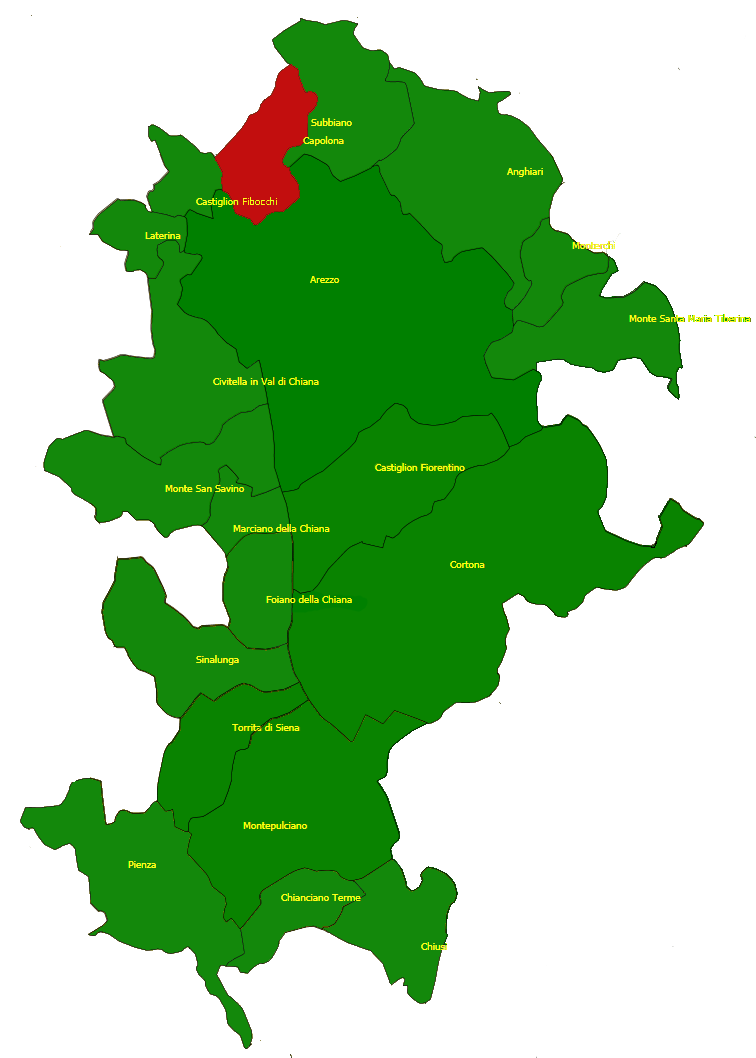 Subbiano
Capolona
Anghiari
Castiglion Fibocchi
Laterina
Monterchi
Arezzo
Monte Santa Maria Tiberina
Civitella in Val di Chiana
Castiglion Fiorentino
Monte San Savino
Marciano della Chiana
Cortona
Foiano della Chiana
Sinalunga
Torrita di Siena
Montepulciano
Pienza
Chianciano Terme
Chiusi